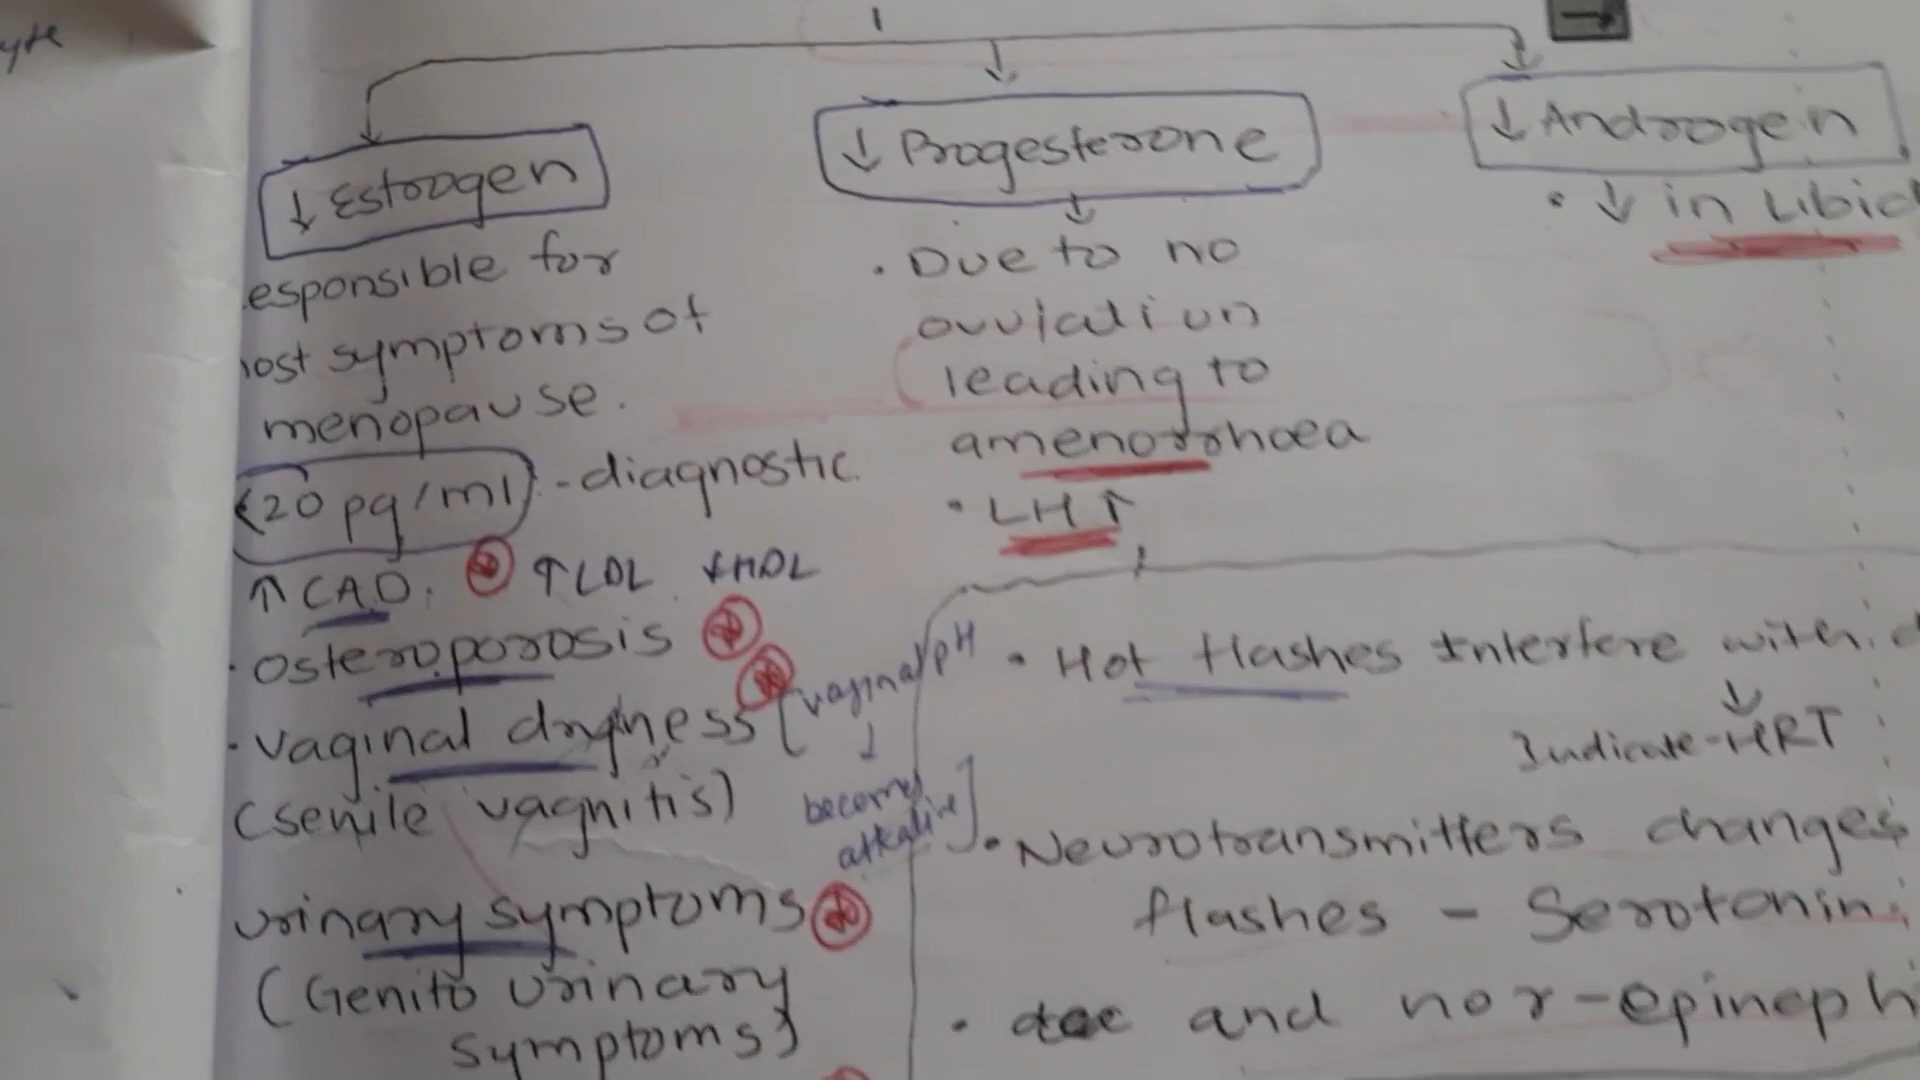 yte
↓ Estrogen
esponsible for
most symptoms of
menopause.
<20 pg/ml - diagnostic
↑ CAD. ↑LDL ↓HDL
• Osteroporosis
• vaginal dryness [vaginal pH
↓
becomes
alkaline]
(senile vagnitis)
urinary symptoms
(Genito urinary
symptoms)
↓ Progesterone
↓
• Due to no
ovulation
leading to
amenorrhoea
• LH↑
↓ Androgen
• ↓ in Libid
• Hot flashes Interfere with d
↓
Indicate-HRT
• Neurotransmitters changes
flashes - Serotonin
• and nor-epineph